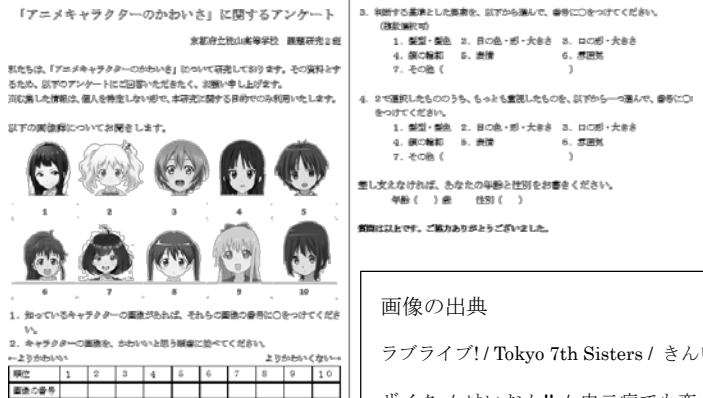 「アニメキャラクターのかわいさ」に関するアンケート
京都府立桃山高等学校 課題研究2班
私たちは、「アニメキャラクターのかわいさ」について研究しております。その資料とす
るため、以下のアンケートにご回答いただきたく、お願い申し上げます。
収集した情報は、個人を特定しない形で、本研究に関する目的でのみ利用いたします。
以下の画像群についてお聞きします。
1 2 3 4 5
6 7 8 9 10
1. 知っているキャラクターの画像があれば、それらの画像の番号に〇をつけてくださ
い。
2. キャラクターの画像を、かわいいと思う順番に並べてください。
←よりかわいい よりかわいくない→
順位 1 2 3 4 5 6 7 8 9 10
画像の番号
3. 判断する基準とした要素を、以下から選んで、番号に〇をつけてください。
(複数選択可)
1. 髪型・髪色 2. 目の色・形・大きさ 3. 口の形・大きさ
4. 顔の輪郭 5. 表情 6. 雰囲気
7. その他( )
4. 2で選択したもののうち、もっとも重視したものを、以下から一つ選んで、番号に〇
をつけてください。
1. 髪型・髪色 2. 目の色・形・大きさ 3. 口の形・大きさ
4. 顔の輪郭 5. 表情 6. 雰囲気
7. その他( )
差し支えなければ、あなたの年齢と性別をお書きください。
年齢( )歳 性別( )
質問は以上です。ご協力ありがとうございました。
画像の出典
ラブライブ! / Tokyo 7th Sisters / きん